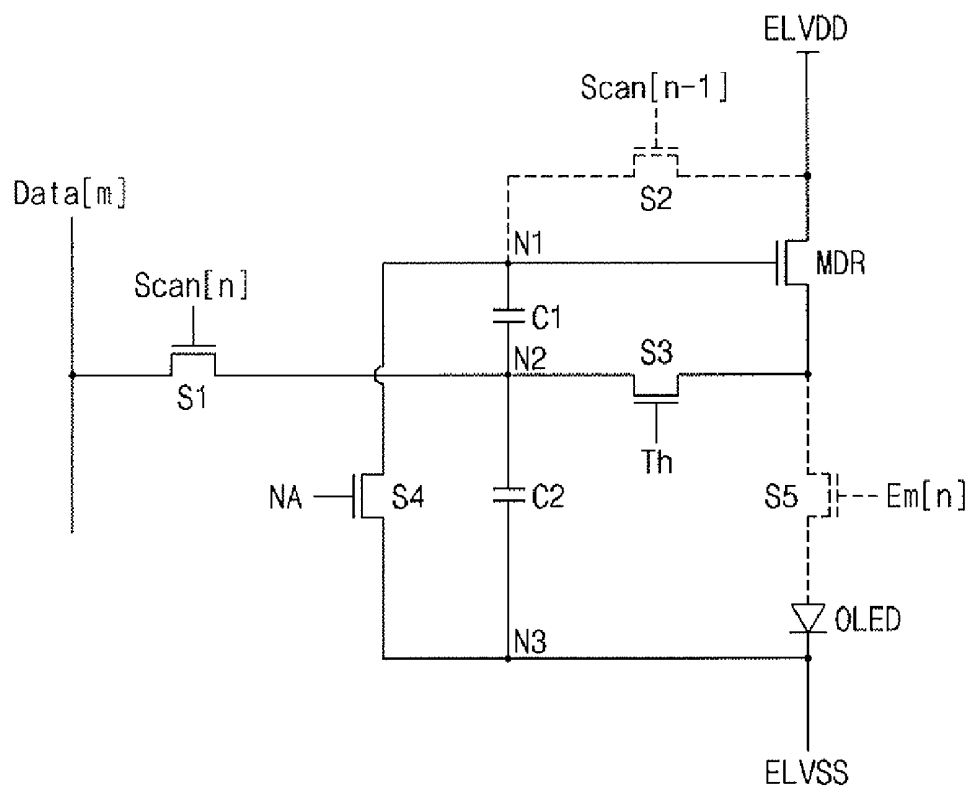 ELVDD
Scan[n-1]
S2
Data[m]
N1
MDR
Scan[n]
C1
S3
N2
S1
Th
NA
S4
C2
S5
Em[n]
OLED
N3
ELVSS